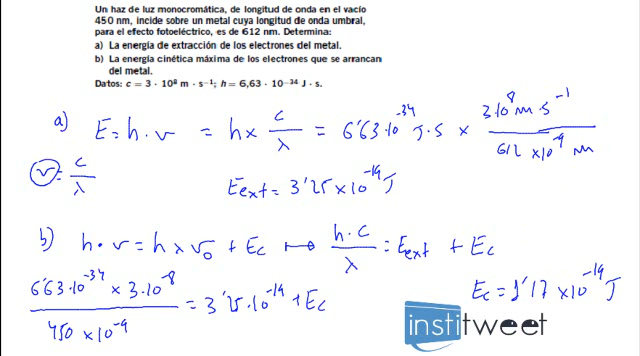 Un haz de luz monocromática, de longitud de onda en el vacío
450 nm, incide sobre un metal cuya longitud de onda umbral,
para el efecto fotoeléctrico, es de 612 nm. Determina:
a) La energía de extracción de los electrones del metal.
b) La energía cinética máxima de los electrones que se arrancan
del metal.
Datos: c = 3 · 10⁸ m · s⁻¹; h = 6,63 · 10⁻³⁴ J · s.
a) E = h · ν = h x c/λ = 6'63·10⁻³⁴ J·s x 3·10⁸ m·s⁻¹ / 612 x10⁻⁹ m
ν = c/λ
Eext = 3'25 x 10⁻¹⁹ J
b) h · ν = h x ν₀ + Ec ↦ h·c/λ = Eext + Ec
6'63·10⁻³⁴ x 3·10⁻⁸ / 450 x10⁻⁹ = 3'25·10⁻¹⁹ + Ec
Ec = 1'17 x10⁻¹⁹ J
institweet